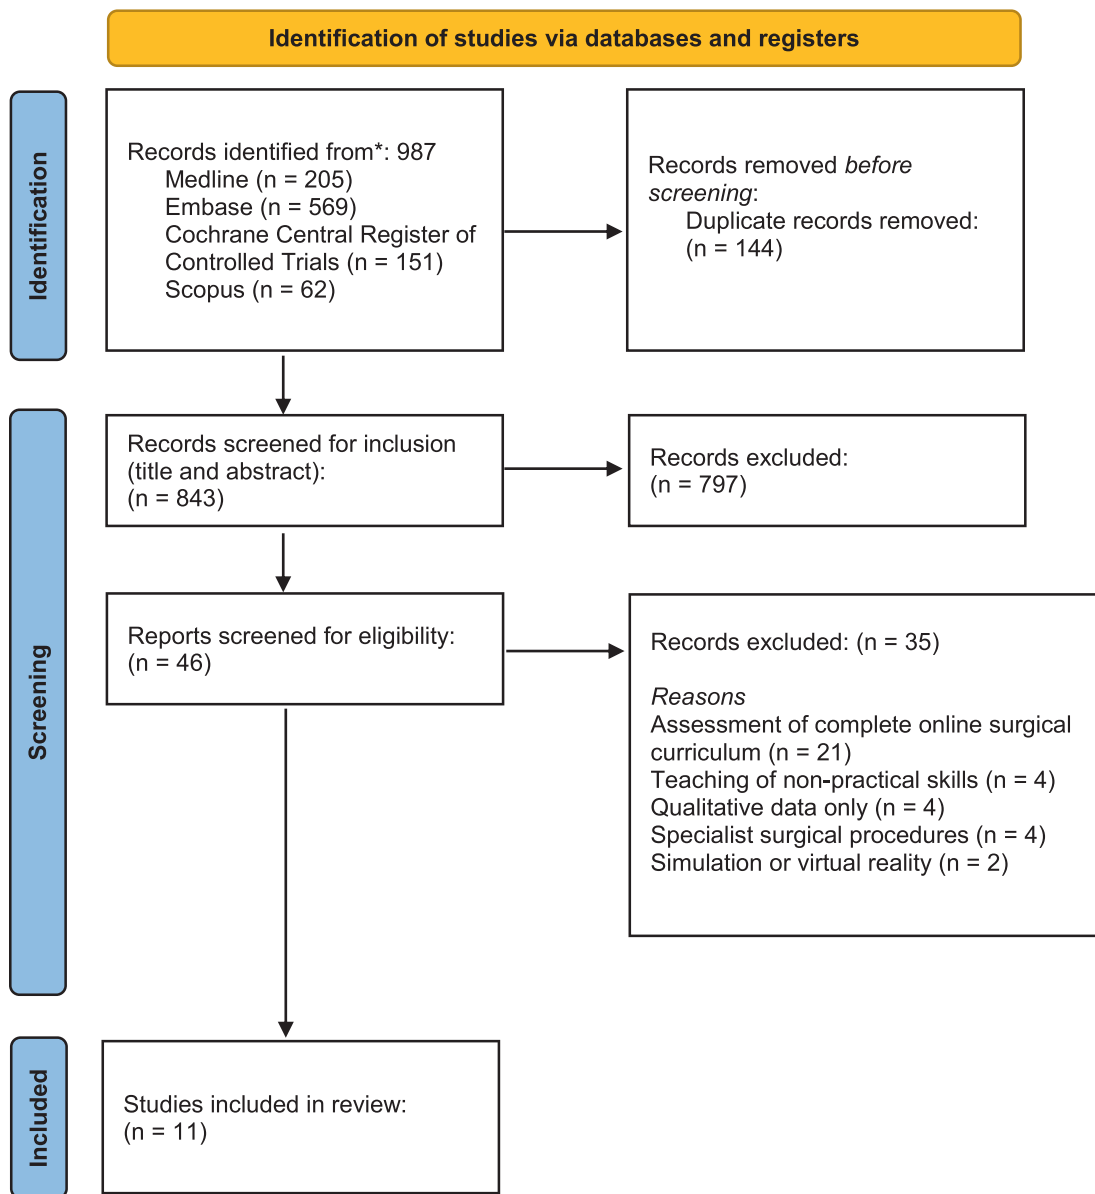 Identification of studies via databases and registers
Identification
Records identified from*: 987
Medline (n = 205)
Embase (n = 569)
Cochrane Central Register of
Controlled Trials (n = 151)
Scopus (n = 62)
Records removed before
screening:
Duplicate records removed:
(n = 144)
Screening
Records screened for inclusion
(title and abstract):
(n = 843)
Records excluded:
(n = 797)
Reports screened for eligibility:
(n = 46)
Records excluded: (n = 35)
Reasons
Assessment of complete online surgical
curriculum (n = 21)
Teaching of non-practical skills (n = 4)
Qualitative data only (n = 4)
Specialist surgical procedures (n = 4)
Simulation or virtual reality (n = 2)
Included
Studies included in review:
(n = 11)